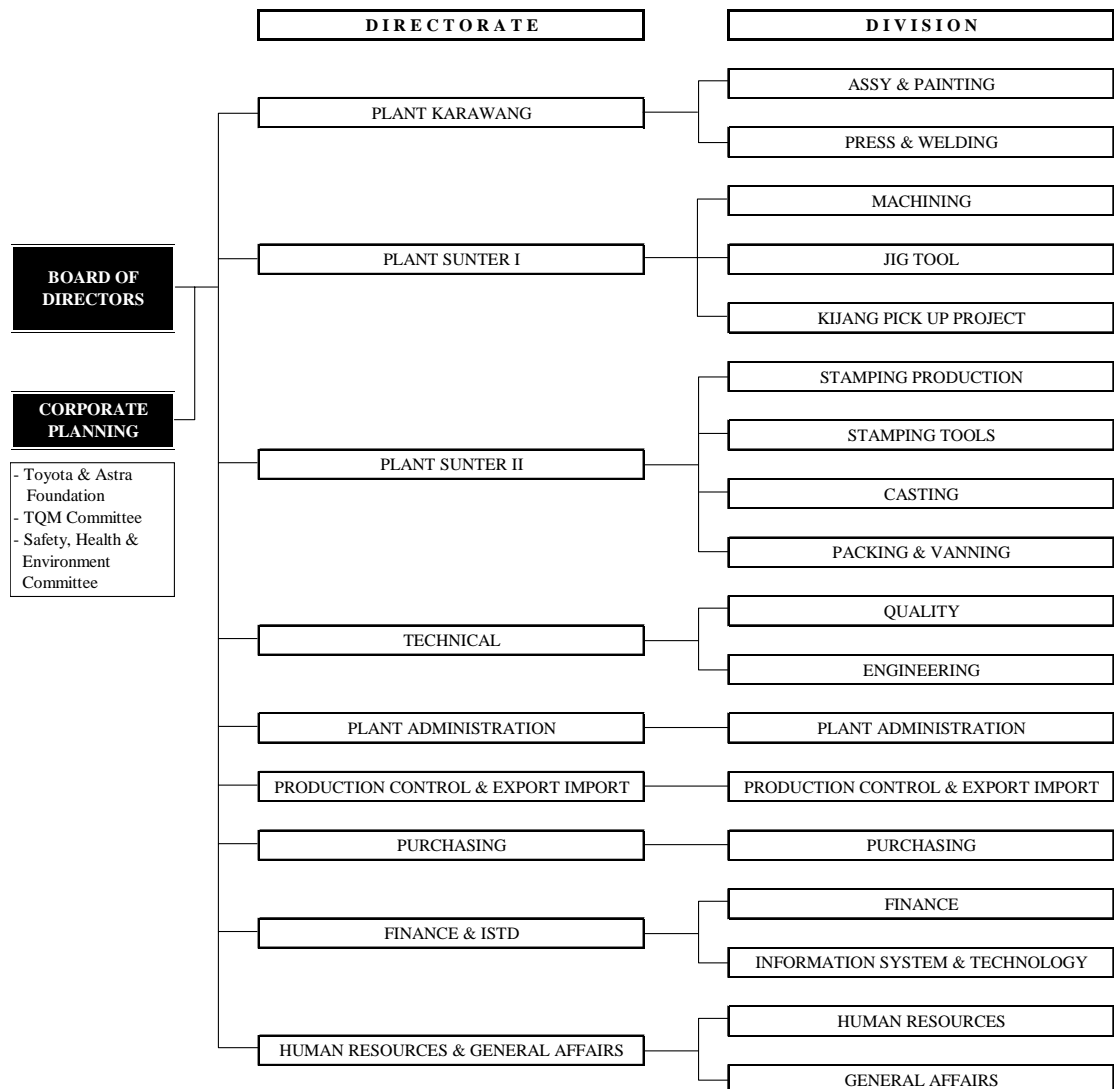 D I R E C T O R A T E
D I V I S I O N
PLANT KARAWANG
ASSY & PAINTING
PRESS & WELDING
BOARD OF
DIRECTORS
PLANT SUNTER I
MACHINING
JIG TOOL
KIJANG PICK UP PROJECT
CORPORATE
PLANNING
- Toyota & Astra
Foundation
- TQM Committee
- Safety, Health &
Environment
Committee
PLANT SUNTER II
STAMPING PRODUCTION
STAMPING TOOLS
CASTING
PACKING & VANNING
TECHNICAL
QUALITY
ENGINEERING
PLANT ADMINISTRATION
PLANT ADMINISTRATION
PRODUCTION CONTROL & EXPORT IMPORT
PRODUCTION CONTROL & EXPORT IMPORT
PURCHASING
PURCHASING
FINANCE & ISTD
FINANCE
INFORMATION SYSTEM & TECHNOLOGY
HUMAN RESOURCES & GENERAL AFFAIRS
HUMAN RESOURCES
GENERAL AFFAIRS